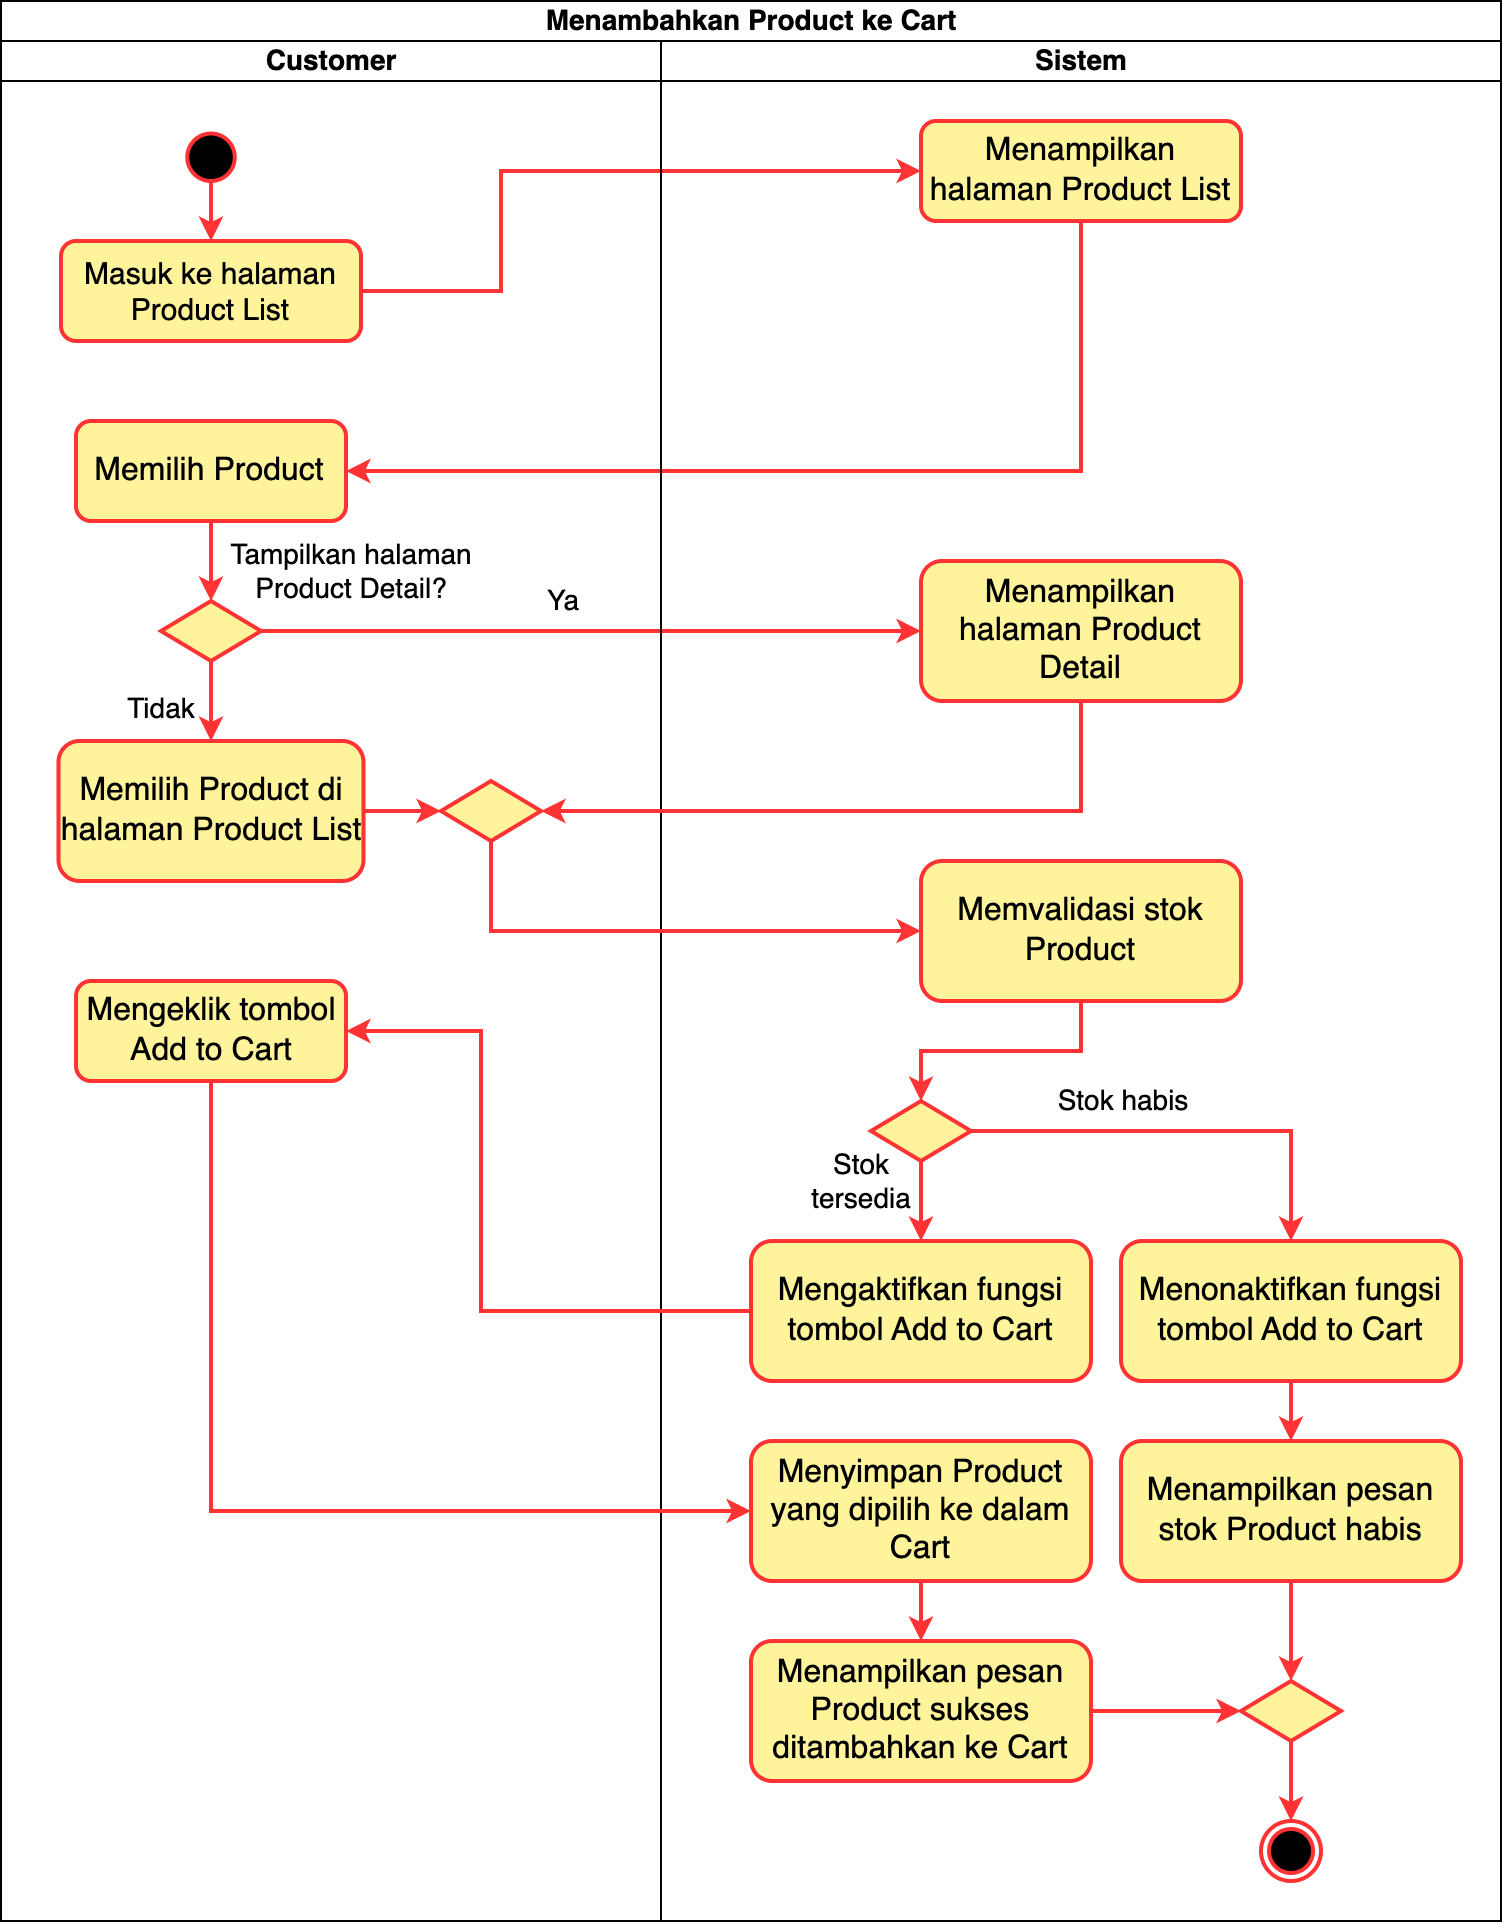 Menambahkan Product ke Cart
Customer
Sistem
Menampilkan
halaman Product List
Masuk ke halaman
Product List
Memilih Product
Tampilkan halaman
Product Detail?
Ya
Menampilkan
halaman Product
Detail
Tidak
Memilih Product di
halaman Product List
Memvalidasi stok
Product
Mengeklik tombol
Add to Cart
Stok habis
Stok
tersedia
Mengaktifkan fungsi
tombol Add to Cart
Menonaktifkan fungsi
tombol Add to Cart
Menyimpan Product
yang dipilih ke dalam
Cart
Menampilkan pesan
stok Product habis
Menampilkan pesan
Product sukses
ditambahkan ke Cart